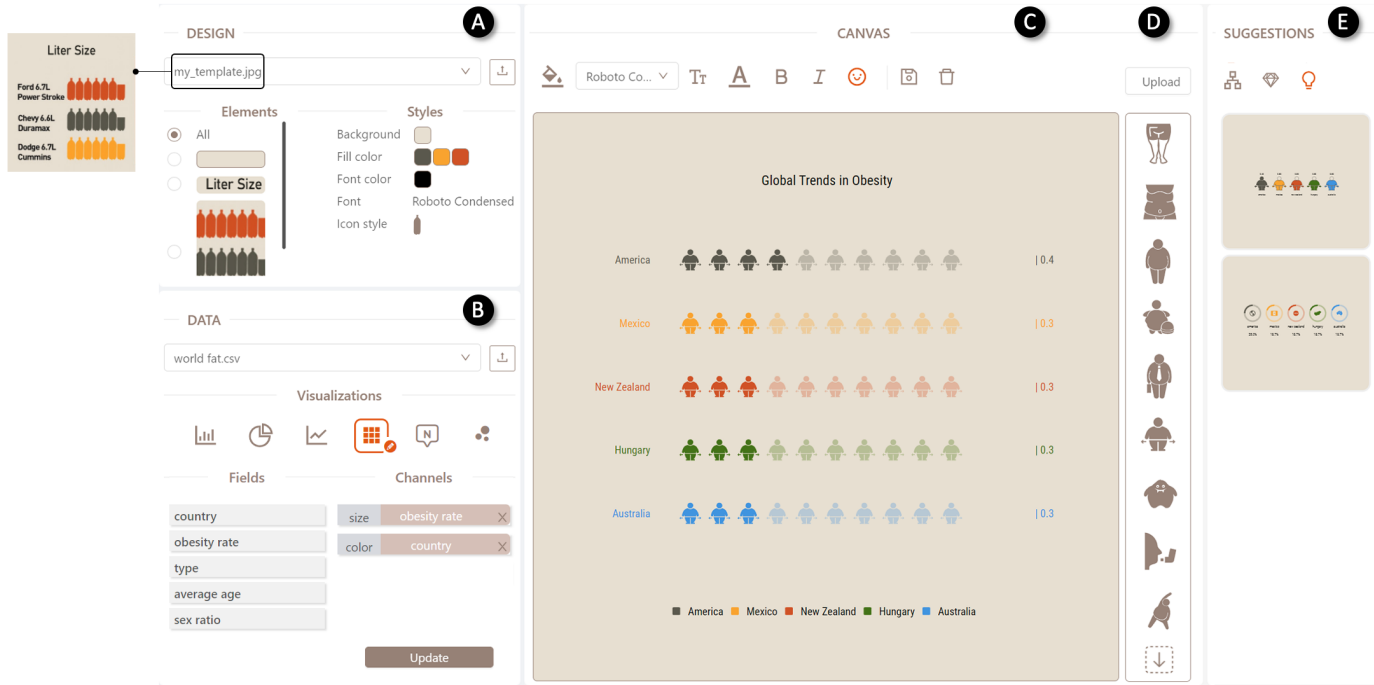 Liter Size
Ford 6.7L
Power Stroke
Chevy 6.6L
Duramax
Dodge 6.7L
Cummins
DESIGN
A
my_template.jpg
Elements
All
Liter Size
Styles
Background
Fill color
Font color
Font Roboto Condensed
Icon style
DATA
B
world fat.csv
Visualizations
N
Fields
country
obesity rate
type
average age
sex ratio
Channels
size obesity rate X
color country X
Update
CANVAS
C
Roboto Co...
TT
A
B
I
Global Trends in Obesity
America | 0.4
Mexico | 0.3
New Zealand | 0.3
Hungary | 0.3
Australia | 0.3
America Mexico New Zealand Hungary Australia
D
Upload
SUGGESTIONS
E